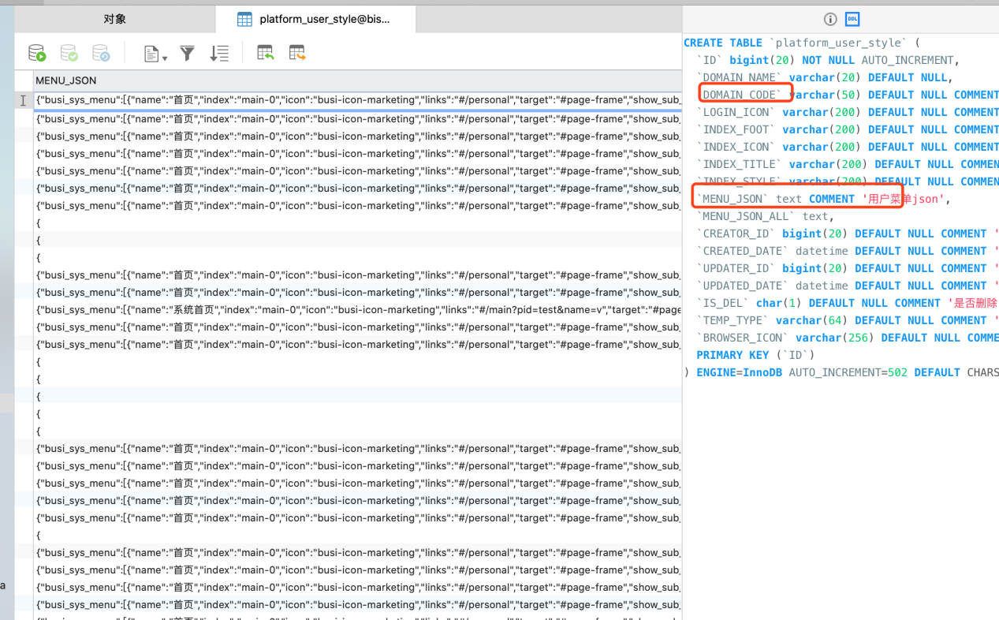 对象
platform_user_style@bis...
MENU_JSON
{"busi_sys_menu":[{"name":"首页","index":"main-0","icon":"busi-icon-marketing","links":"#/personal","target":"#page-frame","show_sub_
{"busi_sys_menu":[{"name":"首页","index":"main-0","icon":"busi-icon-marketing","links":"#/personal","target":"#page-frame","show_sub_
{"busi_sys_menu":[{"name":"首页","index":"main-0","icon":"busi-icon-marketing","links":"#/personal","target":"#page-frame","show_sub_
{"busi_sys_menu":[{"name":"首页","index":"main-0","icon":"busi-icon-marketing","links":"#/personal","target":"#page-frame","show_sub_
{"busi_sys_menu":[{"name":"首页","index":"main-0","icon":"busi-icon-marketing","links":"#/personal","target":"#page-frame","show_sub_
{"busi_sys_menu":[{"name":"首页","index":"main-0","icon":"busi-icon-marketing","links":"#/personal","target":"#page-frame","show_sub_
{"busi_sys_menu":[{"name":"首页","index":"main-0","icon":"busi-icon-marketing","links":"#/personal","target":"#page-frame","show_sub_
{
{
{
{"busi_sys_menu":[{"name":"首页","index":"main-0","icon":"busi-icon-marketing","links":"#/personal","target":"#page-frame","show_sub_
{"busi_sys_menu":[{"name":"首页","index":"main-0","icon":"busi-icon-marketing","links":"#/personal","target":"#page-frame","show_sub_
{"busi_sys_menu":[{"name":"系统首页","index":"main-0","icon":"busi-icon-marketing","links":"#/main?pid=test&name=v","target":"#page
{"busi_sys_menu":[{"name":"首页","index":"main-0","icon":"busi-icon-marketing","links":"#/personal","target":"#page-frame","show_sub_
{"busi_sys_menu":[{"name":"首页","index":"main-0","icon":"busi-icon-marketing","links":"#/personal","target":"#page-frame","show_sub_
{
{
{
{
{
{"busi_sys_menu":[{"name":"首页","index":"main-0","icon":"busi-icon-marketing","links":"#/personal","target":"#page-frame","show_sub_
{"busi_sys_menu":[{"name":"首页","index":"main-0","icon":"busi-icon-marketing","links":"#/personal","target":"#page-frame","show_sub_
{"busi_sys_menu":[{"name":"首页","index":"main-0","icon":"busi-icon-marketing","links":"#/personal","target":"#page-frame","show_sub_
{"busi_sys_menu":[{"name":"首页","index":"main-0","icon":"busi-icon-marketing","links":"#/personal","target":"#page-frame","show_sub_
{"busi_sys_menu":[{"name":"首页","index":"main-0","icon":"busi-icon-marketing","links":"#/personal","target":"#page-frame","show_sub_
{
{"busi_sys_menu":[{"name":"首页","index":"main-0","icon":"busi-icon-marketing","links":"#/personal","target":"#page-frame","show_sub_
{"busi_sys_menu":[{"name":"首页","index":"main-0","icon":"busi-icon-marketing","links":"#/personal","target":"#page-frame","show_sub_
{"busi_sys_menu":[{"name":"首页","index":"main-0","icon":"busi-icon-marketing","links":"#/personal","target":"#page-frame","show_sub_
{"busi_sys_menu":[{"name":"首页","index":"main-0","icon":"busi-icon-marketing","links":"#/personal","target":"#page-frame","show_sub_
a
DDL
CREATE TABLE `platform_user_style` (
`ID` bigint(20) NOT NULL AUTO_INCREMENT,
`DOMAIN_NAME` varchar(20) DEFAULT NULL,
`DOMAIN_CODE` varchar(50) DEFAULT NULL COMMENT
`LOGIN_ICON` varchar(200) DEFAULT NULL COMMENT
`INDEX_FOOT` varchar(200) DEFAULT NULL COMMENT
`INDEX_ICON` varchar(200) DEFAULT NULL COMMENT
`INDEX_TITLE` varchar(200) DEFAULT NULL COMMEN
`INDEX_STYLE` varchar(200) DEFAULT NULL COMMEN
`MENU_JSON` text COMMENT '用户菜单json',
`MENU_JSON_ALL` text,
`CREATOR_ID` bigint(20) DEFAULT NULL COMMENT '
`CREATED_DATE` datetime DEFAULT NULL COMMENT '
`UPDATER_ID` bigint(20) DEFAULT NULL COMMENT '
`UPDATED_DATE` datetime DEFAULT NULL COMMENT '
`IS_DEL` char(1) DEFAULT NULL COMMENT '是否删除
`TEMP_TYPE` varchar(64) DEFAULT NULL COMMENT '
`BROWSER_ICON` varchar(256) DEFAULT NULL COMME
PRIMARY KEY (`ID`)
) ENGINE=InnoDB AUTO_INCREMENT=502 DEFAULT CHARS